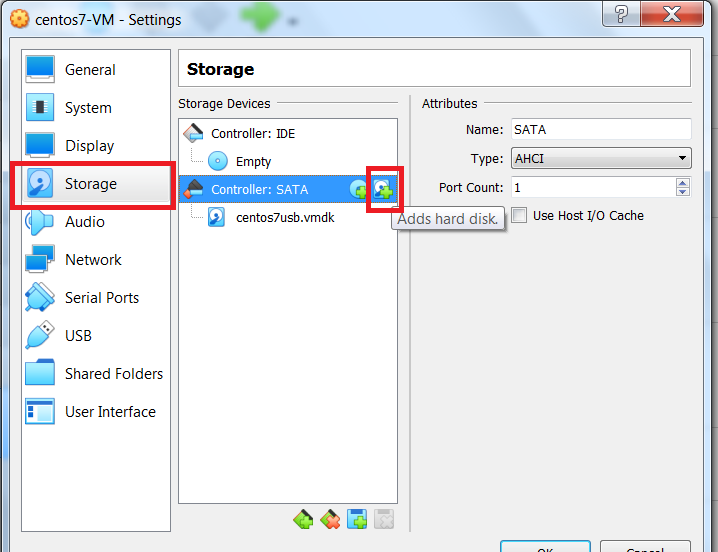 centos7-VM - Settings
General
System
Display
Storage
Audio
Network
Serial Ports
USB
Shared Folders
User Interface
Storage
Storage Devices
Controller: IDE
Empty
Controller: SATA
centos7usb.vmdk
Adds hard disk.
Attributes
Name: SATA
Type: AHCI
Port Count: 1
Use Host I/O Cache
OK
Cancel